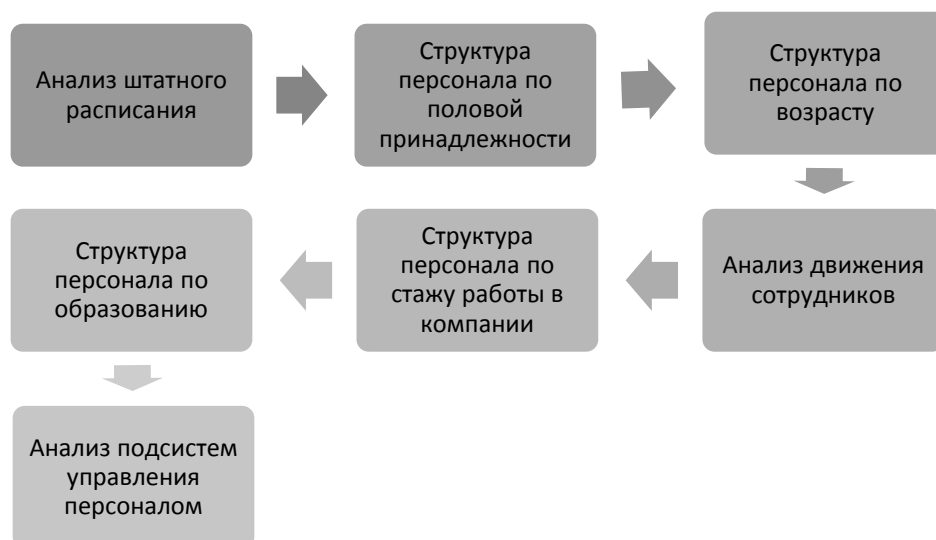 Анализ штатного
расписания
Структура
персонала по
половой
принадлежности
Структура
персонала по
возрасту
Анализ движения
сотрудников
Структура
персонала по
стажу работы в
компании
Структура
персонала по
образованию
Анализ подсистем
управления
персоналом